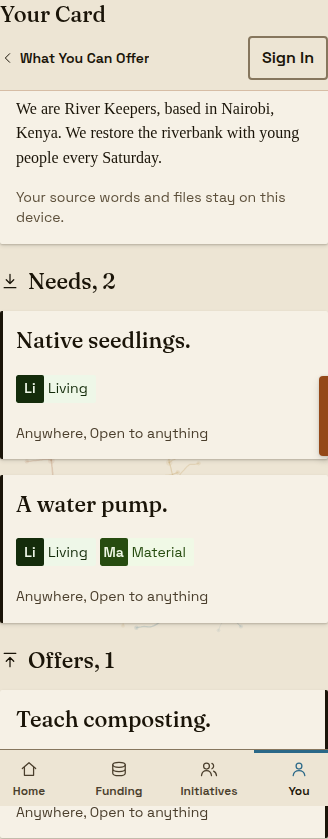 Your Card
What You Can Offer
Sign In
We are River Keepers, based in Nairobi,
Kenya. We restore the riverbank with young
people every Saturday.
Your source words and files stay on this
device.
Needs, 2
Native seedlings.
Li Living
Anywhere, Open to anything
A water pump.
Li Living Ma Material
Anywhere, Open to anything
Offers, 1
Teach composting.
Home Funding Initiatives You
Anywhere, Open to anything